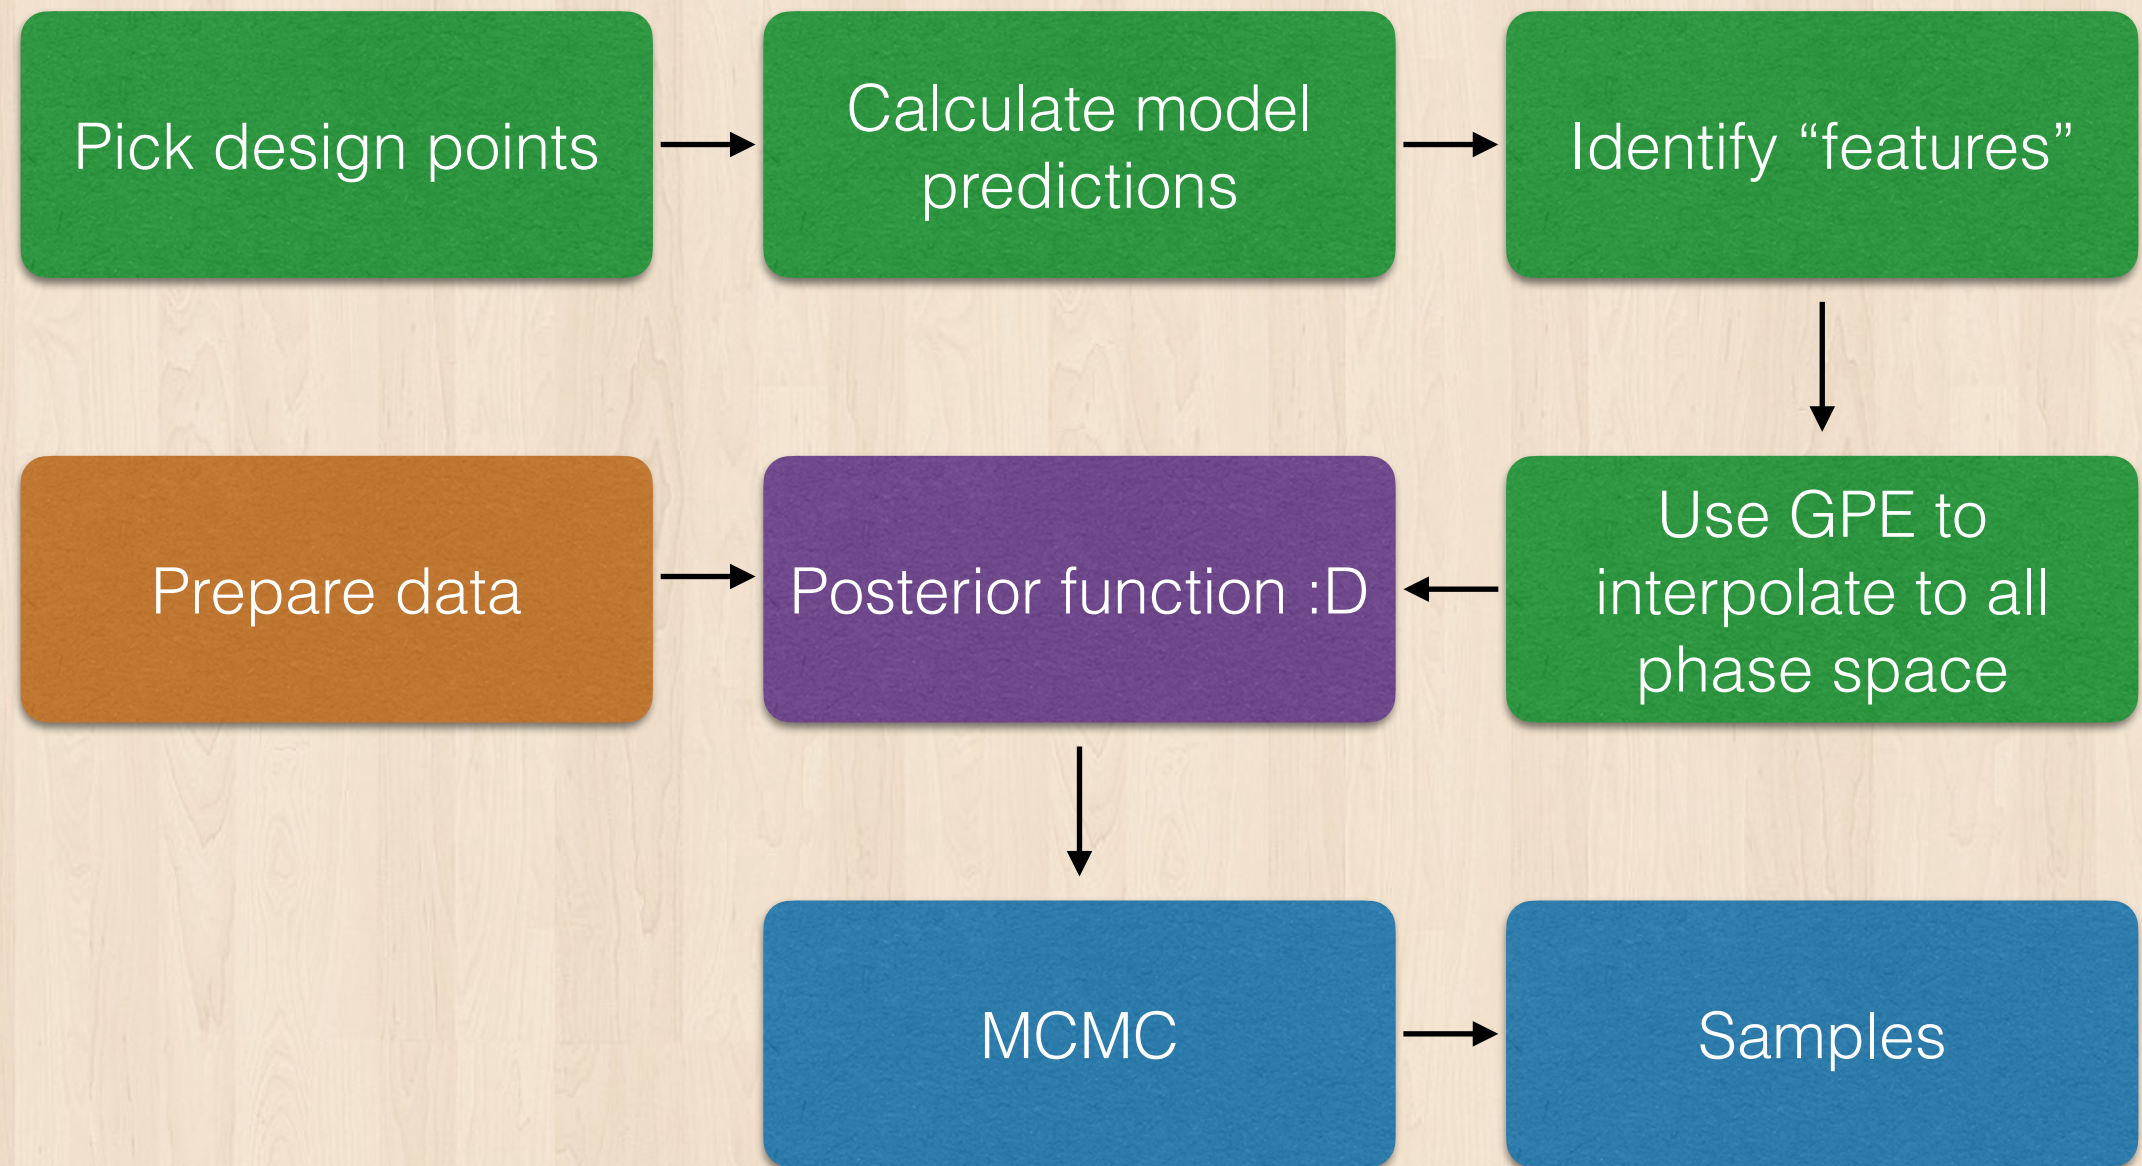 Pick design points
Calculate model
predictions
Identify “features”
Prepare data
Posterior function :D
Use GPE to
interpolate to all
phase space
MCMC
Samples